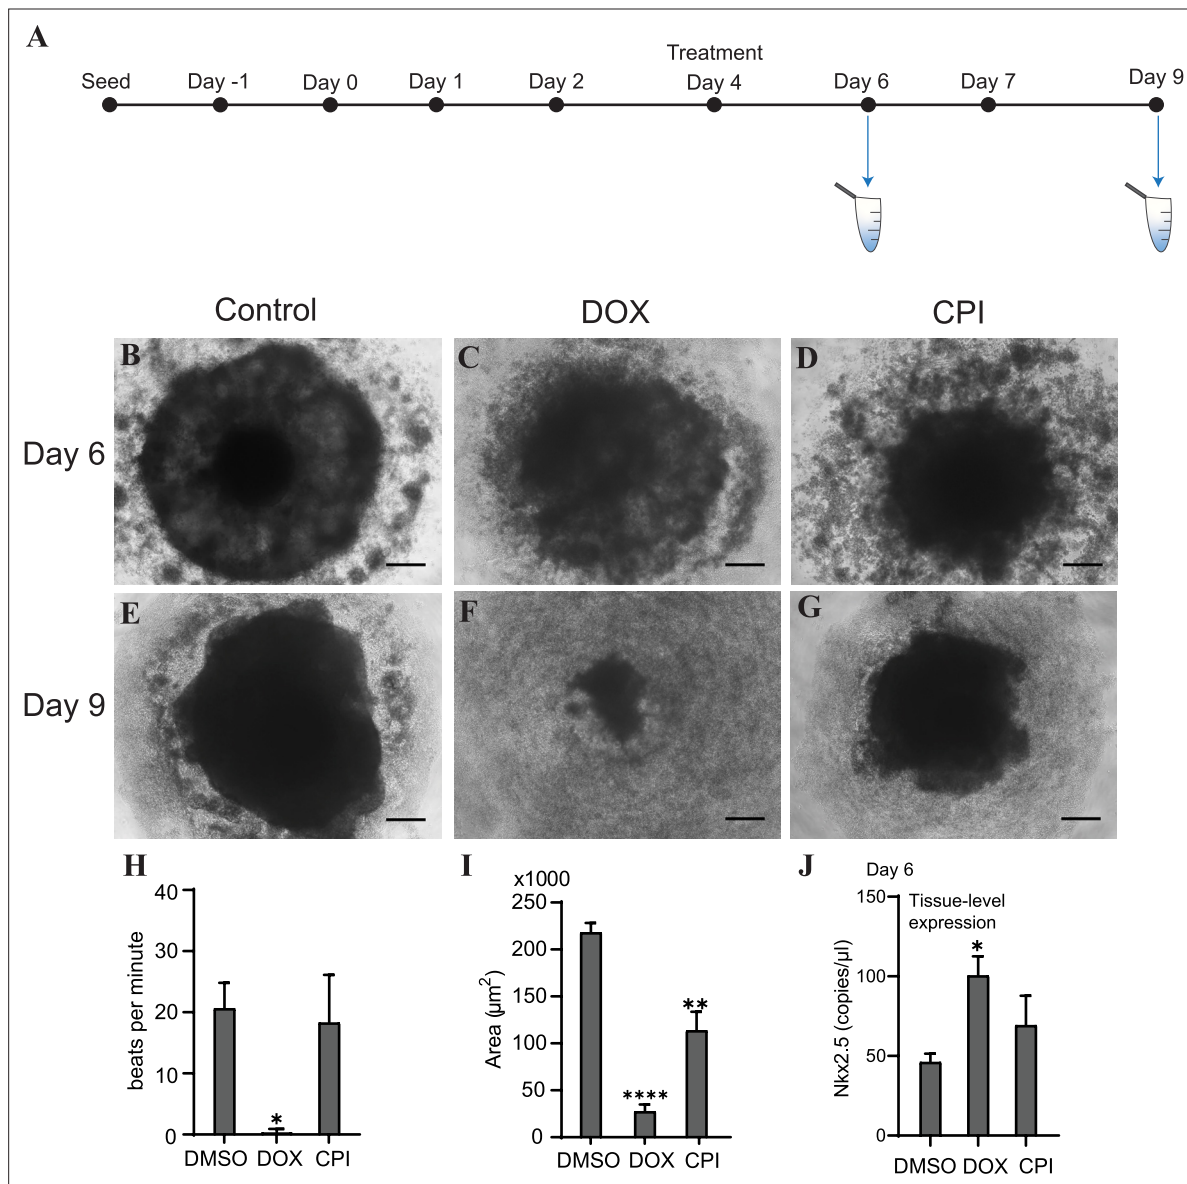 A
Treatment
Seed Day -1 Day 0 Day 1 Day 2 Day 4 Day 6 Day 7 Day 9
Control DOX CPI
B C D
Day 6
E F G
Day 9
H
beats per minute
40
30
20
10
0
*
DMSO DOX CPI
I
x1000
Area (µm²)
250
200
150
100
50
0
****
**
DMSO DOX CPI
J
Day 6
Tissue-level
expression
Nkx2.5 (copies/µl)
150
100
50
0
*
DMSO DOX CPI